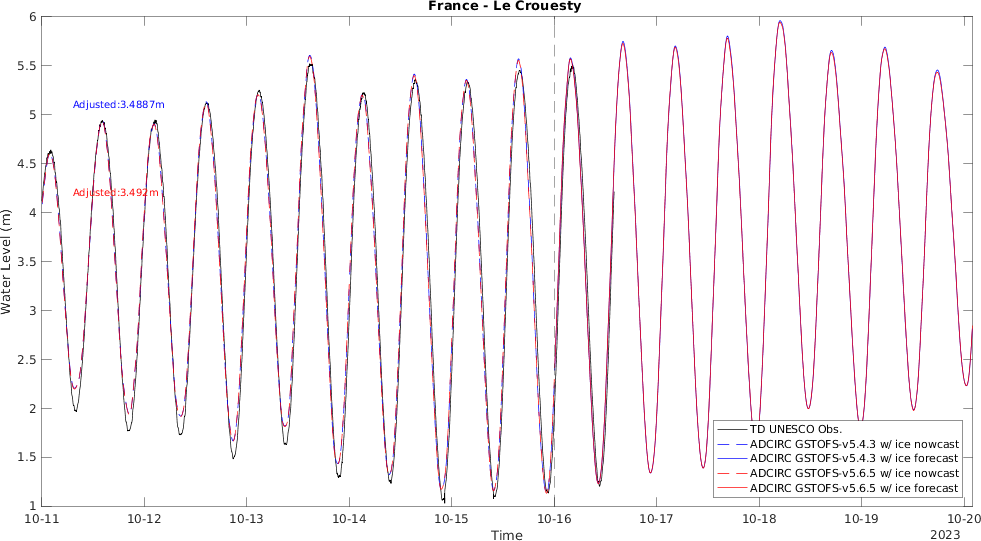 France - Le Crouesty
6
5.5
5
4.5
4
3.5
3
2.5
2
1.5
1
Water Level (m)
Adjusted:3.4887m
Adjusted:3.492m
TD UNESCO Obs.
ADCIRC GSTOFS-v5.4.3 w/ ice nowcast
ADCIRC GSTOFS-v5.4.3 w/ ice forecast
ADCIRC GSTOFS-v5.6.5 w/ ice nowcast
ADCIRC GSTOFS-v5.6.5 w/ ice forecast
10-11 10-12 10-13 10-14 10-15 10-16 10-17 10-18 10-19 10-20
Time
2023